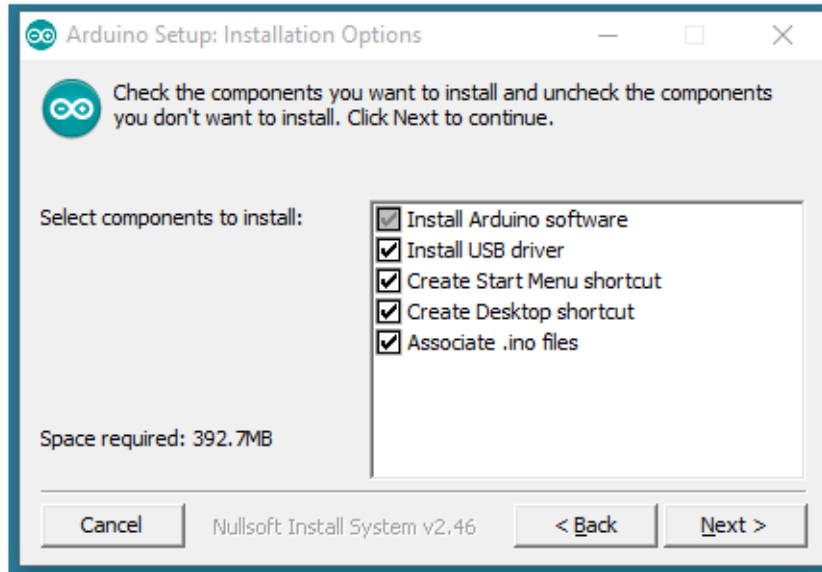 Arduino Setup: Installation Options
Check the components you want to install and uncheck the components
you don't want to install. Click Next to continue.
Select components to install:
Install Arduino software
Install USB driver
Create Start Menu shortcut
Create Desktop shortcut
Associate .ino files
Space required: 392.7MB
Cancel
Nullsoft Install System v2.46
< Back
Next >